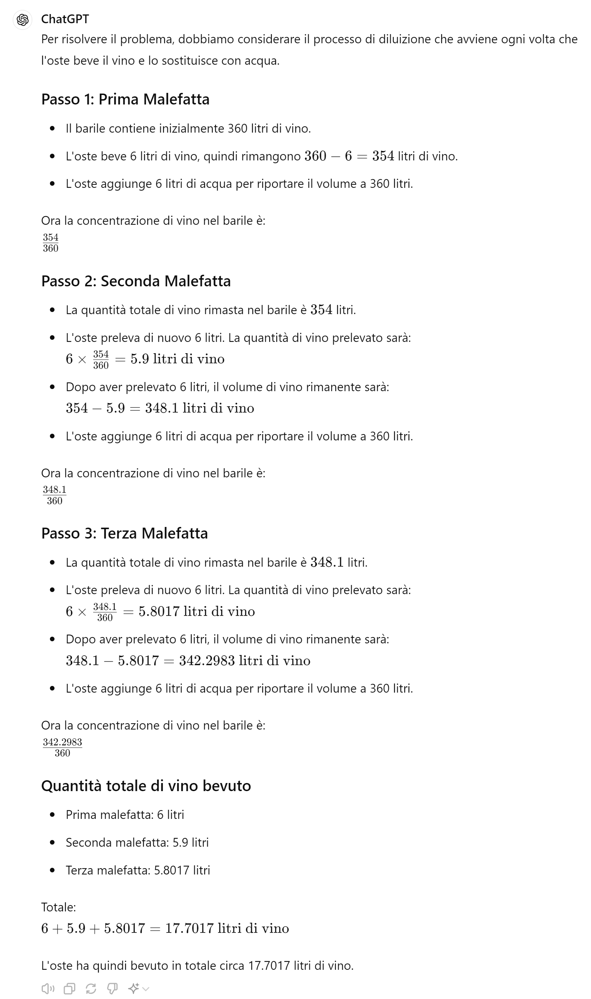 ChatGPT
Per risolvere il problema, dobbiamo considerare il processo di diluizione che avviene ogni volta che
l'oste beve il vino e lo sostituisce con acqua.
Passo 1: Prima Malefatta
• Il barile contiene inizialmente 360 litri di vino.
• L'oste beve 6 litri di vino, quindi rimangono 360 − 6 = 354 litri di vino.
• L'oste aggiunge 6 litri di acqua per riportare il volume a 360 litri.
Ora la concentrazione di vino nel barile è:
354/360
Passo 2: Seconda Malefatta
• La quantità totale di vino rimasta nel barile è 354 litri.
• L'oste preleva di nuovo 6 litri. La quantità di vino prelevato sarà:
6 × 354/360 = 5.9 litri di vino
• Dopo aver prelevato 6 litri, il volume di vino rimanente sarà:
354 − 5.9 = 348.1 litri di vino
• L'oste aggiunge 6 litri di acqua per riportare il volume a 360 litri.
Ora la concentrazione di vino nel barile è:
348.1/360
Passo 3: Terza Malefatta
• La quantità totale di vino rimasta nel barile è 348.1 litri.
• L'oste preleva di nuovo 6 litri. La quantità di vino prelevato sarà:
6 × 348.1/360 = 5.8017 litri di vino
• Dopo aver prelevato 6 litri, il volume di vino rimanente sarà:
348.1 − 5.8017 = 342.2983 litri di vino
• L'oste aggiunge 6 litri di acqua per riportare il volume a 360 litri.
Ora la concentrazione di vino nel barile è:
342.2983/360
Quantità totale di vino bevuto
• Prima malefatta: 6 litri
• Seconda malefatta: 5.9 litri
• Terza malefatta: 5.8017 litri
Totale:
6 + 5.9 + 5.8017 = 17.7017 litri di vino
L'oste ha quindi bevuto in totale circa 17.7017 litri di vino.